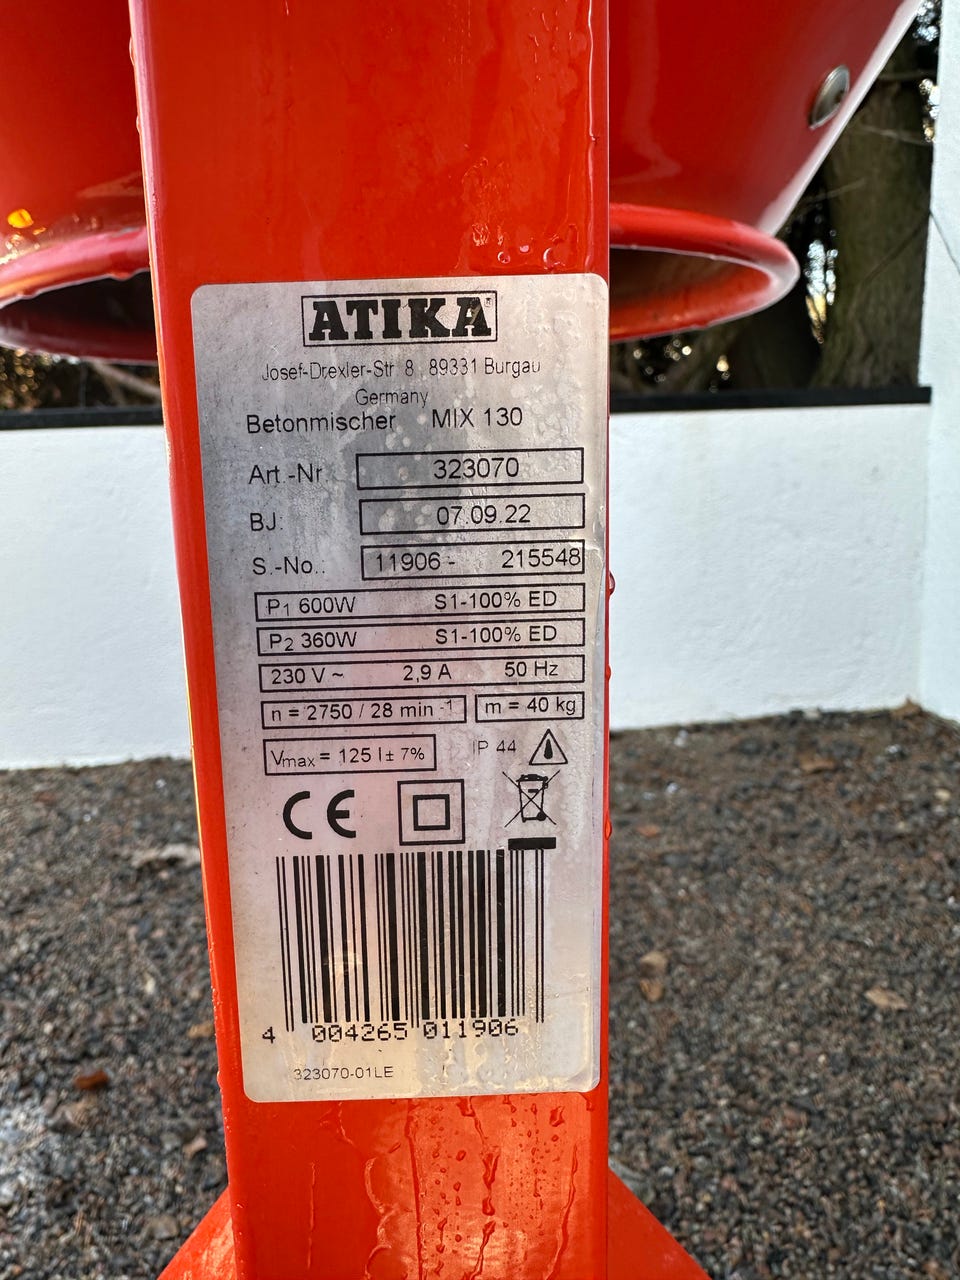 ATIKA
Josef-Drexler-Str 8 . 89331 Burgau
Germany
Betonmischer MIX 130
Art.-Nr. 323070
BJ: 07.09.22
S.-No.: 11906 - 215548
P1 600W S1-100% ED
P2 360W S1-100% ED
230 V ~ 2,9 A 50 Hz
n = 2750 / 28 min -1 m = 40 kg
Vmax = 125 l ± 7% IP 44
CE
4 004265 011906
323070-01LE